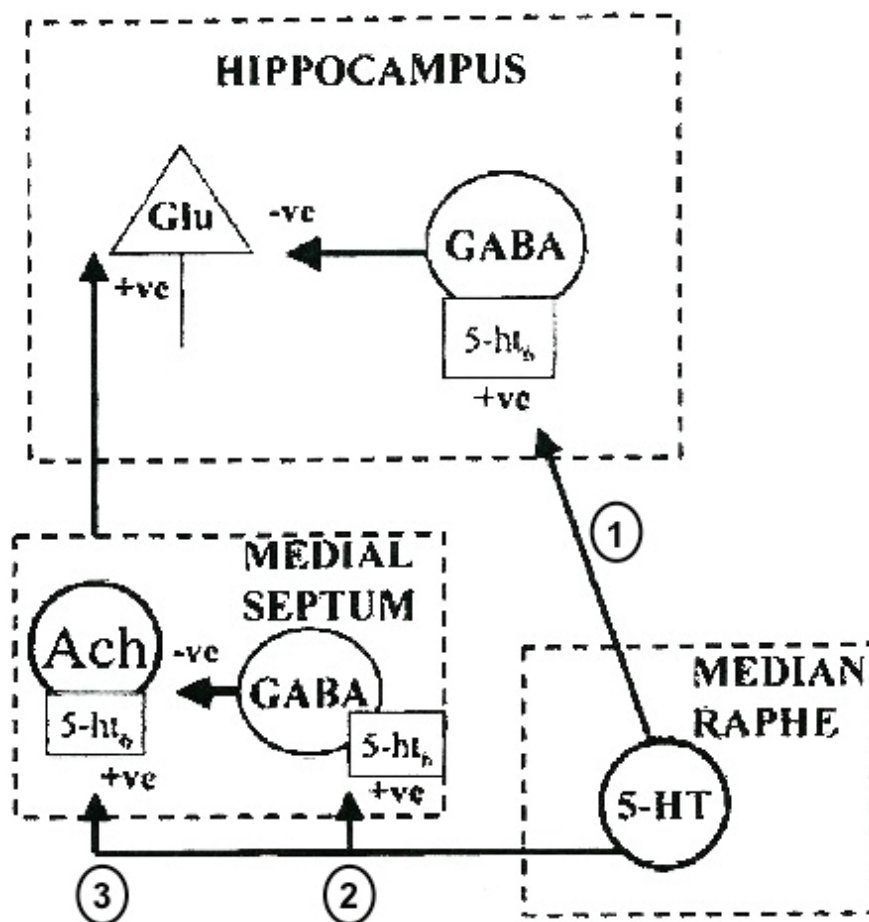 HIPPOCAMPUS
Glu
-ve
GABA
+ve
5-ht₆
+ve
1
MEDIAL
SEPTUM
Ach
-ve
GABA
MEDIAN
RAPHE
5-ht₆
5-ht₆
+ve
+ve
5-HT
3
2